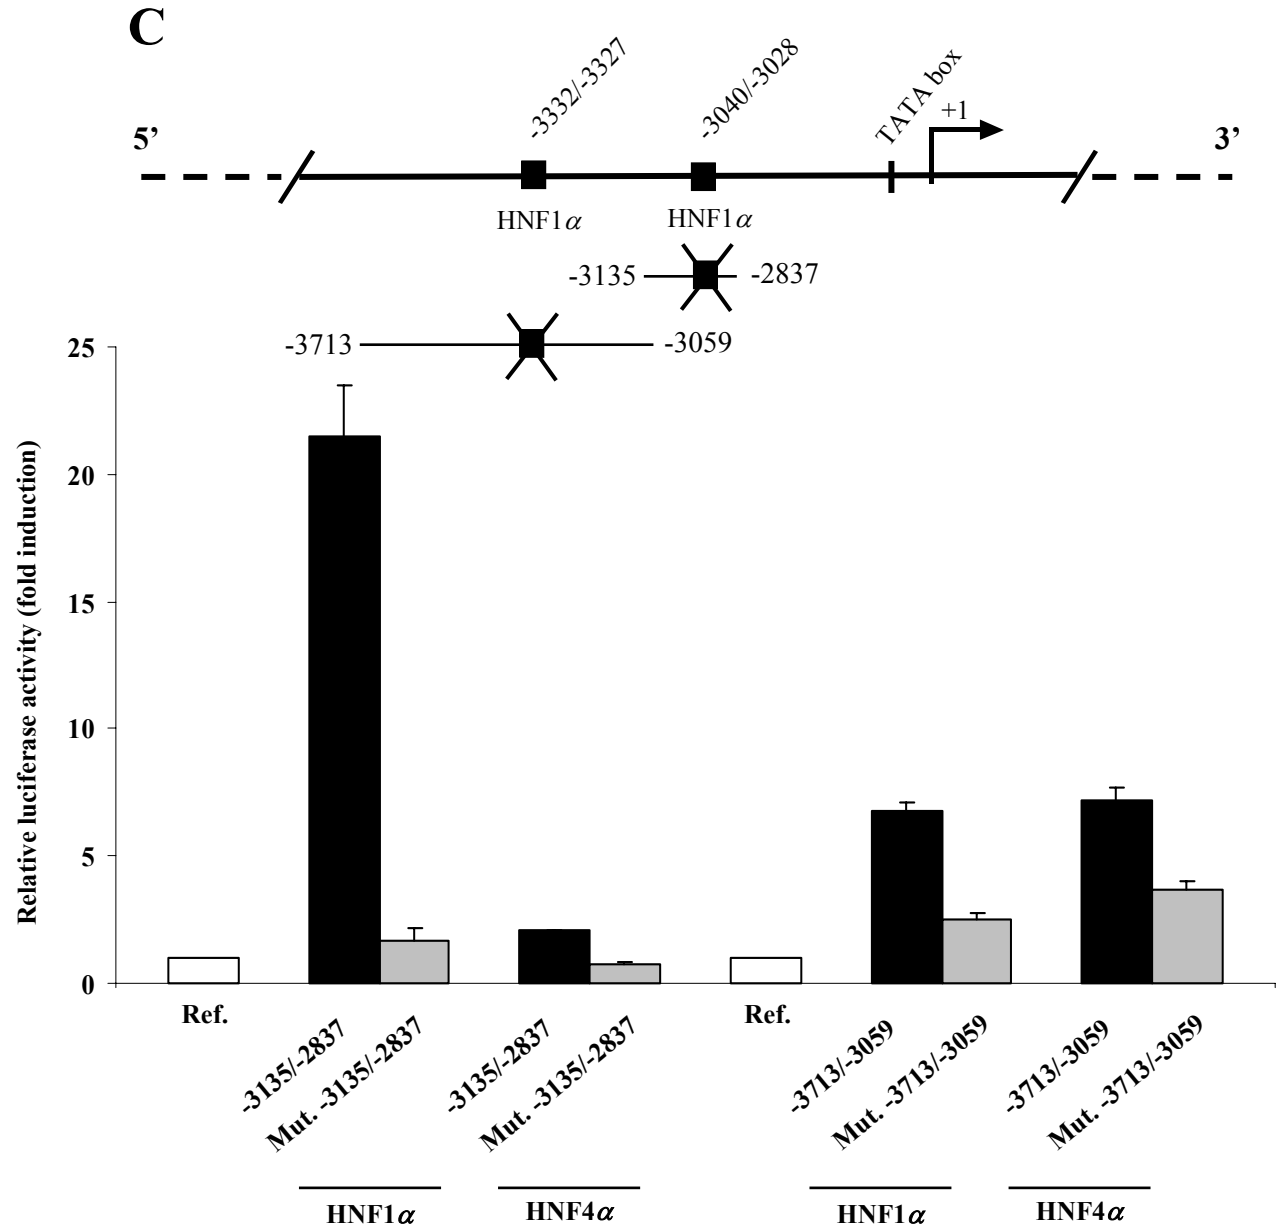 C
-3332/-3327
-3040/-3028
TATA box
+1
5’
3’
HNF1α
HNF1α
-3135
-2837
-3713
-3059
Relative luciferase activity (fold induction)
25
20
15
10
5
0
Ref.
-3135/-2837
Mut. -3135/-2837
-3135/-2837
Mut. -3135/-2837
Ref.
-3713/-3059
Mut. -3713/-3059
-3713/-3059
Mut. -3713/-3059
HNF1α
HNF4α
HNF1α
HNF4α